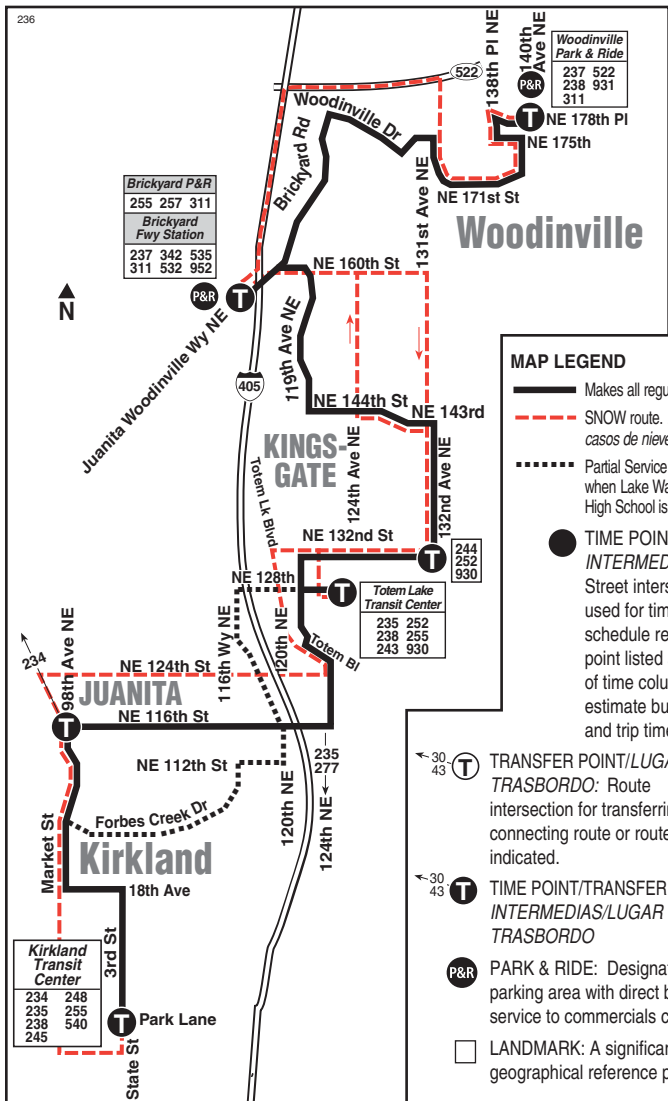 236
138th Pl NE
140th
Ave NE
Woodinville
Park & Ride
237 522
238 931
311
P&R
522
T
NE 178th Pl
NE 175th
Woodinville Dr
Brickyard Rd
NE 171st St
131st Ave NE
Woodinville
Brickyard P&R
255 257 311
Brickyard
Fwy Station
237 342 535
311 532 952
P&R
T
N
NE 160th St
Juanita Woodinville Wy NE
119th Ave NE
405
NE 144th St
NE 143rd
KINGS-
GATE
124th Ave NE
132nd Ave NE
Totem Lk Blvd
NE 132nd St
T
244
252
930
NE 128th
T
Totem Lake
Transit Center
235 252
238 255
243 930
116th Wy NE
120th NE
Totem Bl
234
98th Ave NE
NE 124th St
JUANITA
T
NE 116th St
NE 112th St
235
277
120th NE
124th NE
Forbes Creek Dr
Market St
Kirkland
18th Ave
3rd St
Kirkland
Transit
Center
234 248
235 255
238 540
245
T
Park Lane
State St
MAP LEGEND
Makes all regu
SNOW route.
casos de nieve
Partial Service
when Lake Wa
High School is
TIME POIN
INTERMED
Street inters
used for tim
schedule re
point listed
of time colu
estimate bu
and trip time
30
43
T
TRANSFER POINT/LUGA
TRASBORDO: Route
intersection for transferrin
connecting route or route
indicated.
30
43
T
TIME POINT/TRANSFER
INTERMEDIAS/LUGAR
TRASBORDO
P&R
PARK & RIDE: Designat
parking area with direct b
service to commercials c
LANDMARK: A significan
geographical reference p